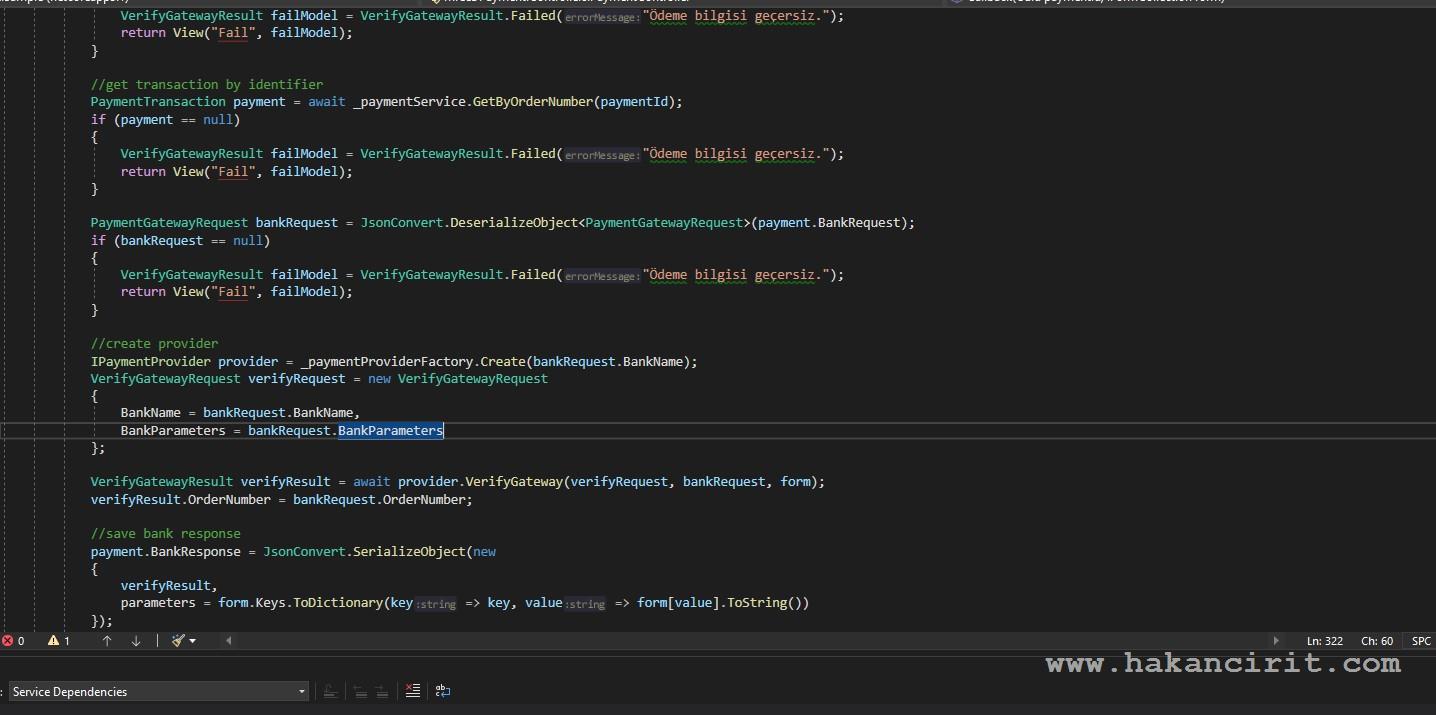 VerifyGatewayResult failModel = VerifyGatewayResult.Failed(errorMessage:"Ödeme bilgisi geçersiz.");
return View("Fail", failModel);
}
//get transaction by identifier
PaymentTransaction payment = await _paymentService.GetByOrderNumber(paymentId);
if (payment == null)
{
VerifyGatewayResult failModel = VerifyGatewayResult.Failed(errorMessage:"Ödeme bilgisi geçersiz.");
return View("Fail", failModel);
}
PaymentGatewayRequest bankRequest = JsonConvert.DeserializeObject<PaymentGatewayRequest>(payment.BankRequest);
if (bankRequest == null)
{
VerifyGatewayResult failModel = VerifyGatewayResult.Failed(errorMessage:"Ödeme bilgisi geçersiz.");
return View("Fail", failModel);
}
//create provider
IPaymentProvider provider = _paymentProviderFactory.Create(bankRequest.BankName);
VerifyGatewayRequest verifyRequest = new VerifyGatewayRequest
{
BankName = bankRequest.BankName,
BankParameters = bankRequest.BankParameters
};
VerifyGatewayResult verifyResult = await provider.VerifyGateway(verifyRequest, bankRequest, form);
verifyResult.OrderNumber = bankRequest.OrderNumber;
//save bank response
payment.BankResponse = JsonConvert.SerializeObject(new
{
verifyResult,
parameters = form.Keys.ToDictionary(key:string => key, value:string => form[value].ToString())
});
0 1 Ln: 322 Ch: 60 SPC
www.hakancirit.com
: Service Dependencies